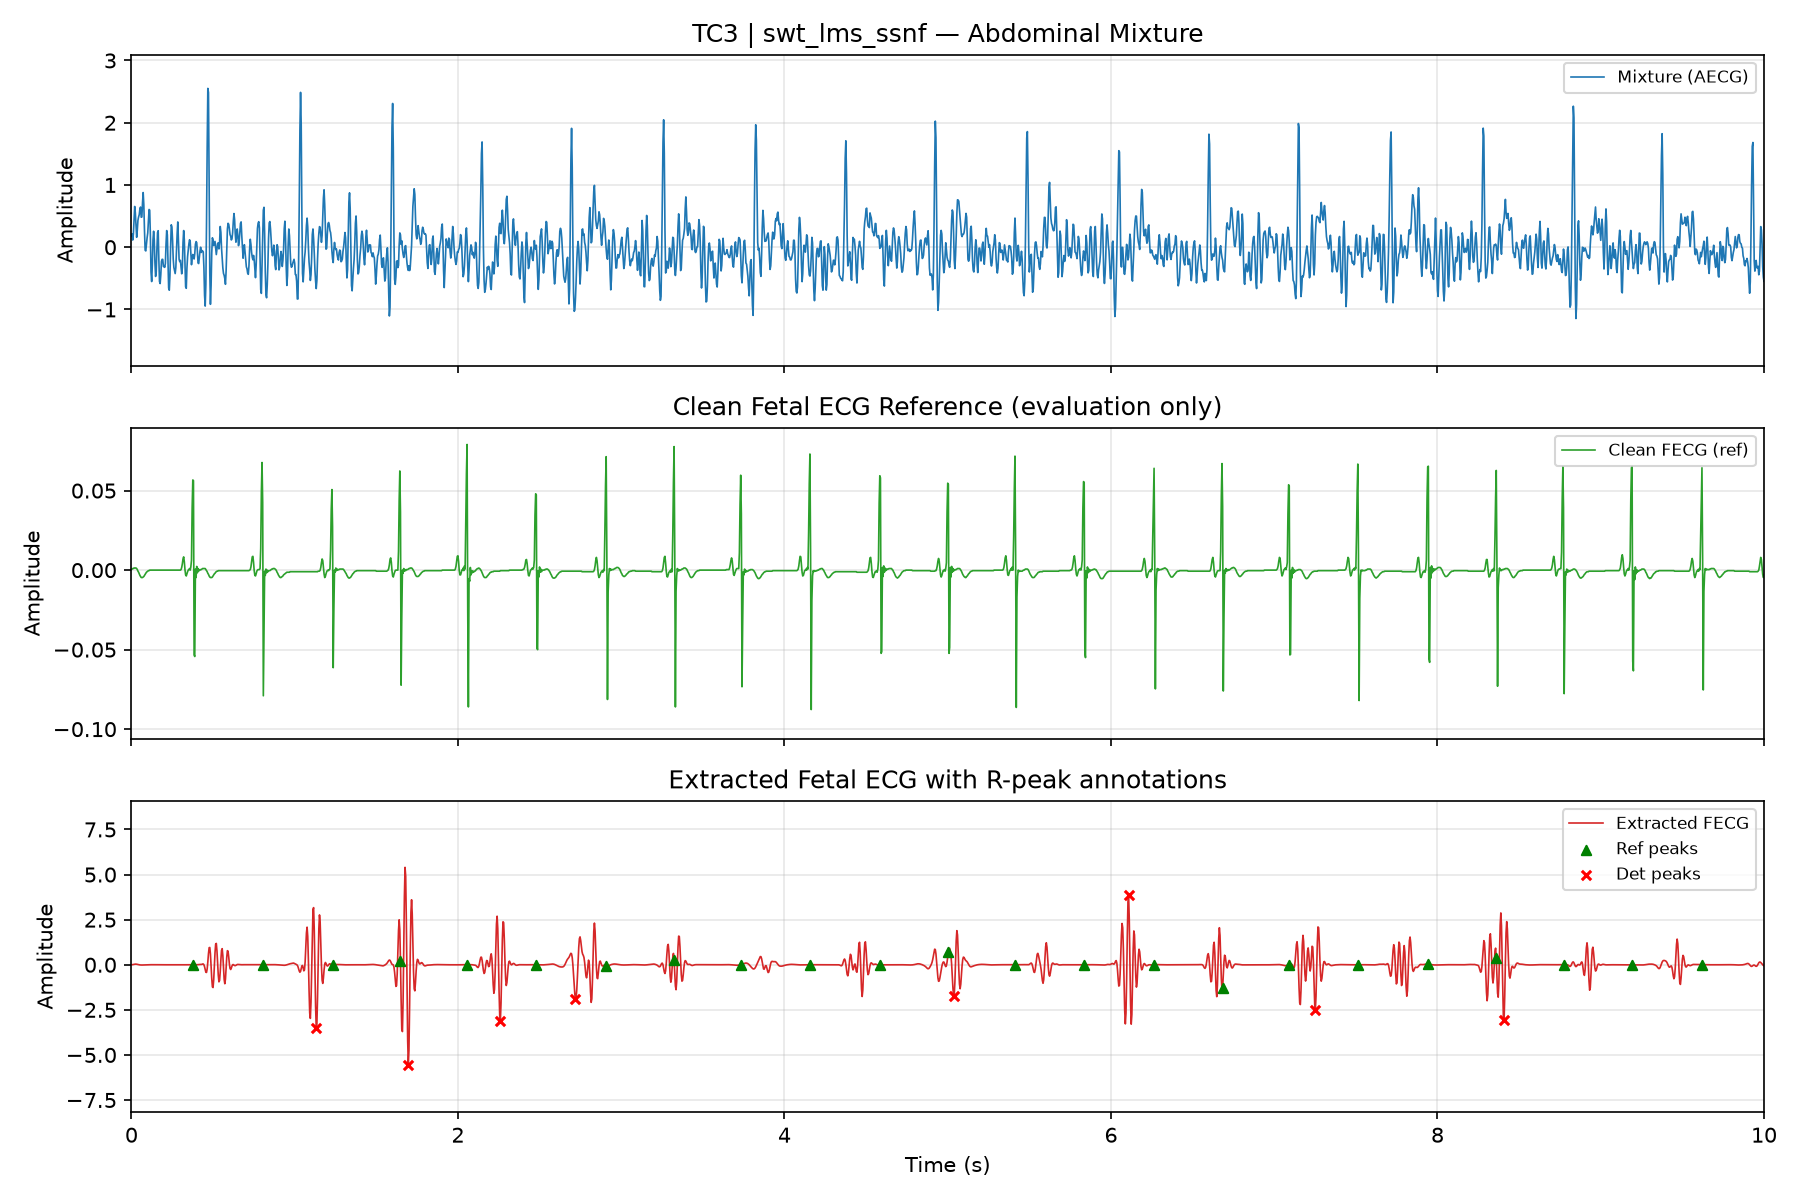 TC3 | swt_lms_ssnf — Abdominal Mixture
3
2
1
0
−1
Amplitude
Mixture (AECG)
Clean Fetal ECG Reference (evaluation only)
0.05
0.00
−0.05
−0.10
Amplitude
Clean FECG (ref)
Extracted Fetal ECG with R-peak annotations
7.5
5.0
2.5
0.0
−2.5
−5.0
−7.5
Amplitude
Extracted FECG
Ref peaks
Det peaks
0 2 4 6 8 10
Time (s)